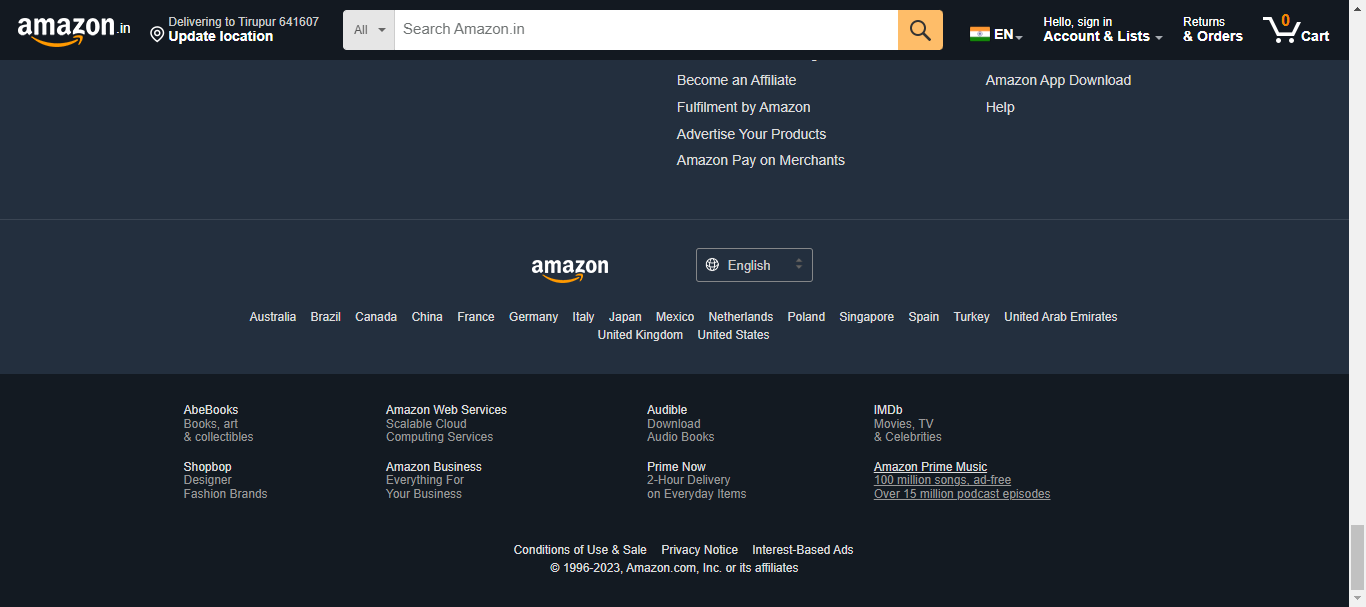 amazon.in
Delivering to Tirupur 641607
Update location
All
Search Amazon.in
EN
Hello, sign in
Account & Lists
Returns
& Orders
0
Cart
Become an Affiliate
Fulfilment by Amazon
Advertise Your Products
Amazon Pay on Merchants
Amazon App Download
Help
amazon
English
Australia Brazil Canada China France Germany Italy Japan Mexico Netherlands Poland Singapore Spain Turkey United Arab Emirates
United Kingdom United States
AbeBooks
Books, art
& collectibles
Amazon Web Services
Scalable Cloud
Computing Services
Audible
Download
Audio Books
IMDb
Movies, TV
& Celebrities
Shopbop
Designer
Fashion Brands
Amazon Business
Everything For
Your Business
Prime Now
2-Hour Delivery
on Everyday Items
Amazon Prime Music
100 million songs, ad-free
Over 15 million podcast episodes
Conditions of Use & Sale Privacy Notice Interest-Based Ads
© 1996-2023, Amazon.com, Inc. or its affiliates